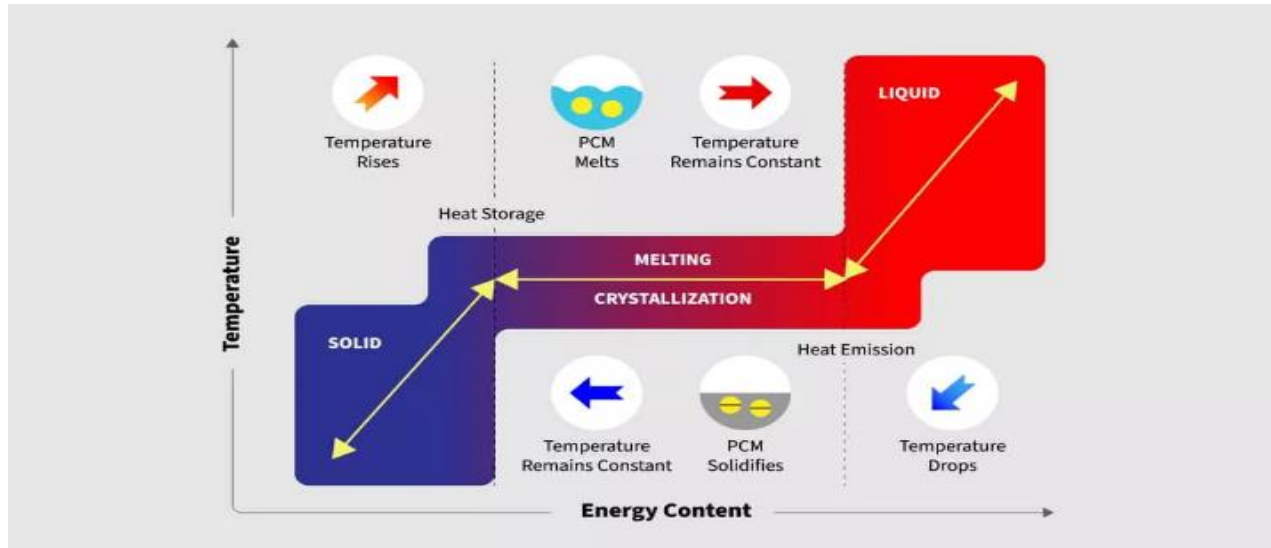 LIQUID
Temperature
Rises
PCM
Melts
Temperature
Remains Constant
Heat Storage
MELTING
CRYSTALLIZATION
Temperature
SOLID
Heat Emission
Temperature
Remains Constant
PCM
Solidifies
Temperature
Drops
Energy Content